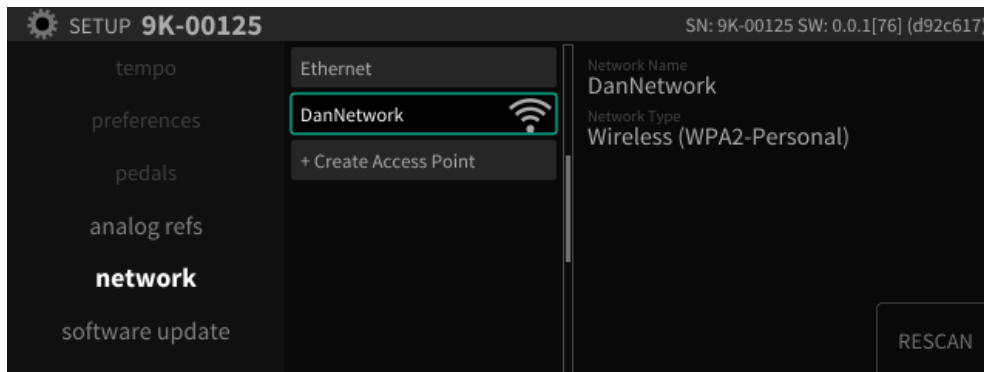 SETUP 9K-00125
SN: 9K-00125 SW: 0.0.1[76] (d92c617)
tempo
preferences
pedals
analog refs
network
software update
Ethernet
DanNetwork
+ Create Access Point
Network Name
DanNetwork
Network Type
Wireless (WPA2-Personal)
RESCAN